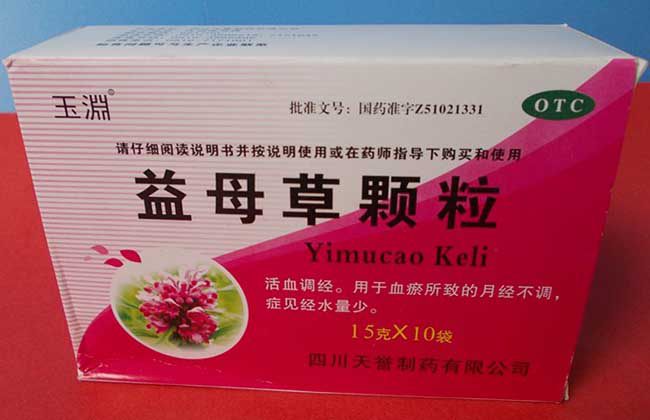 玉淵®
批准文号：国药准字Z51021331
OTC
请仔细阅读说明书并按说明使用或在药师指导下购买和使用
益母草颗粒
Yimucao Keli
活血调经。用于血瘀所致的月经不调，
症见经水量少。
15克X10袋
四川天誉制药有限公司